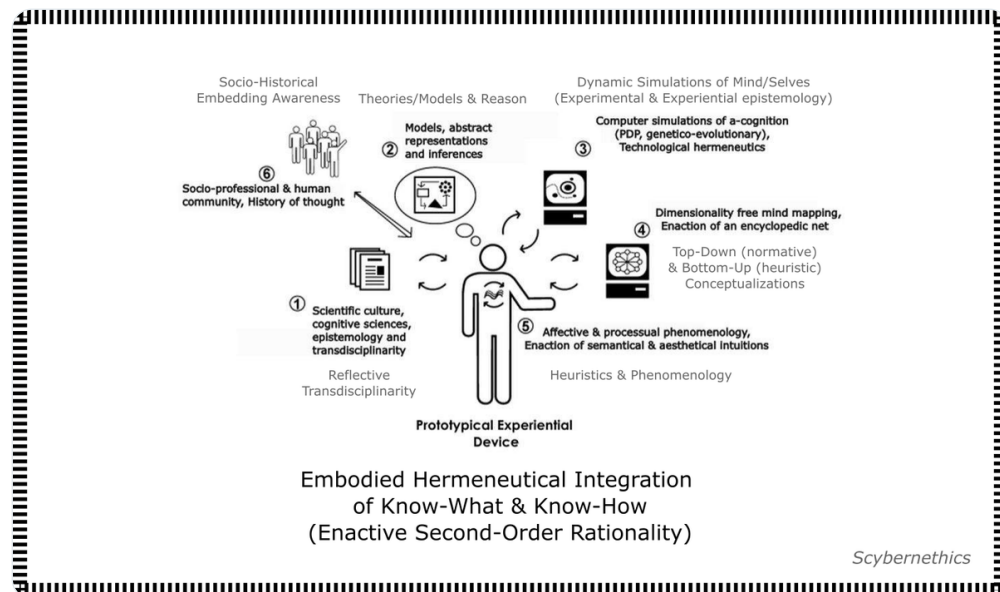 Socio-Historical
Embedding Awareness
Theories/Models & Reason
Dynamic Simulations of Mind/Selves
(Experimental & Experiential epistemology)
⑥
Socio-professional & human
community, History of thought
②
Models, abstract
representations
and inferences
Computer simulations of a-cognition
③
(PDP, genetico-evolutionary),
Technological hermeneutics
④
Dimensionality free mind mapping,
Enaction of an encyclopedic net
Top-Down (normative)
& Bottom-Up (heuristic)
Conceptualizations
①
Scientific culture,
cognitive sciences,
epistemology and
transdisciplinarity
Reflective
Transdisciplinarity
⑤
Affective & processual phenomenology,
Enaction of semantical & aesthetical intuitions
Heuristics & Phenomenology
Prototypical Experiential
Device
Embodied Hermeneutical Integration
of Know-What & Know-How
(Enactive Second-Order Rationality)
Scybernethics